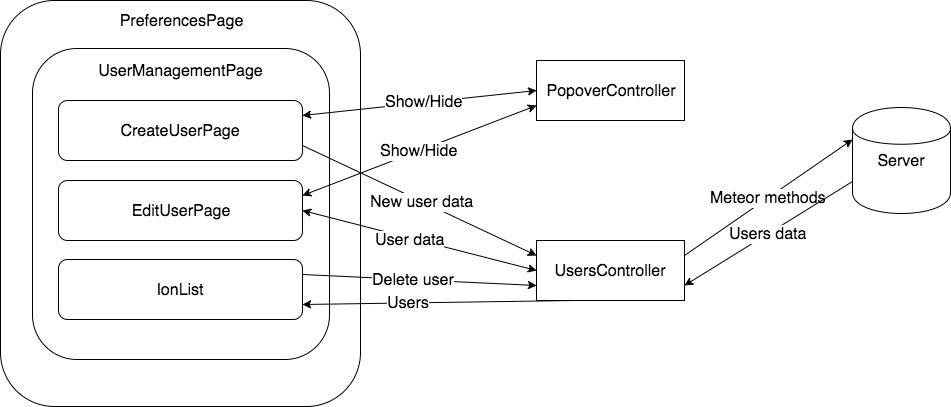 PreferencesPage
UserManagementPage
CreateUserPage
Show/Hide
PopoverController
Show/Hide
EditUserPage
New user data
User data
IonList
Delete user
Users
UsersController
Meteor methods
Users data
Server